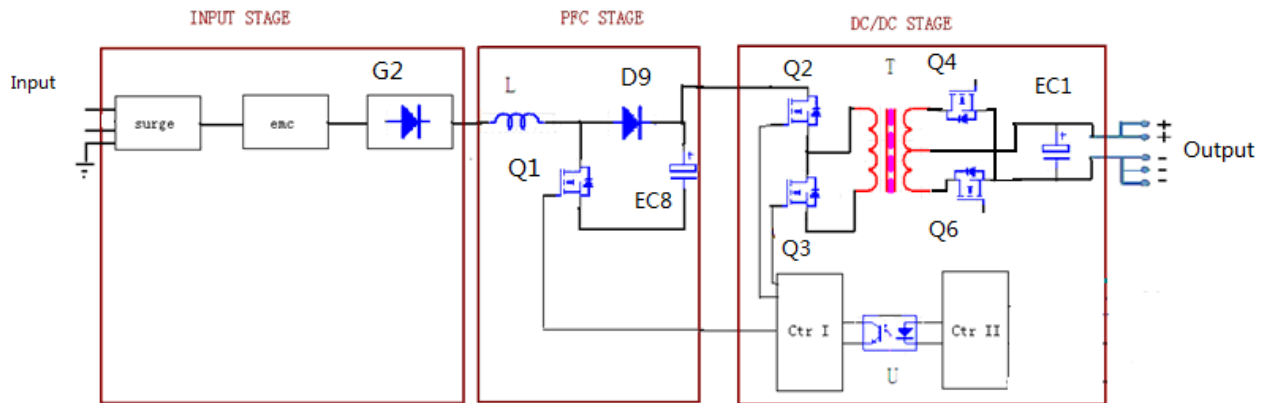 INPUT STAGE
PFC STAGE
DC/DC STAGE
Input
surge
emc
G2
L
D9
Q1
EC8
Q2
Q3
T
Q4
Q6
EC1
+
+
-
-
-
Output
Ctr I
U
Ctr II